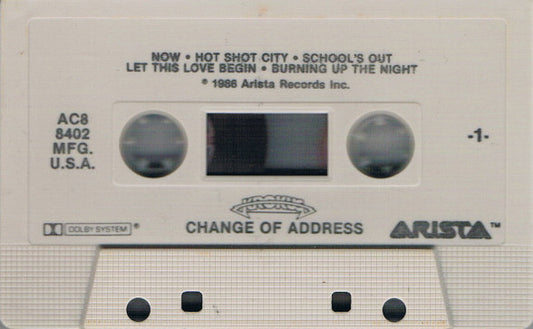 NOW • HOT SHOT CITY • SCHOOL'S OUT
LET THIS LOVE BEGIN • BURNING UP THE NIGHT
℗ 1986 Arista Records Inc.
AC8
8402
MFG.
U.S.A.
-1-
KROKUS
CHANGE OF ADDRESS
DOLBY SYSTEM ®
ARISTA™